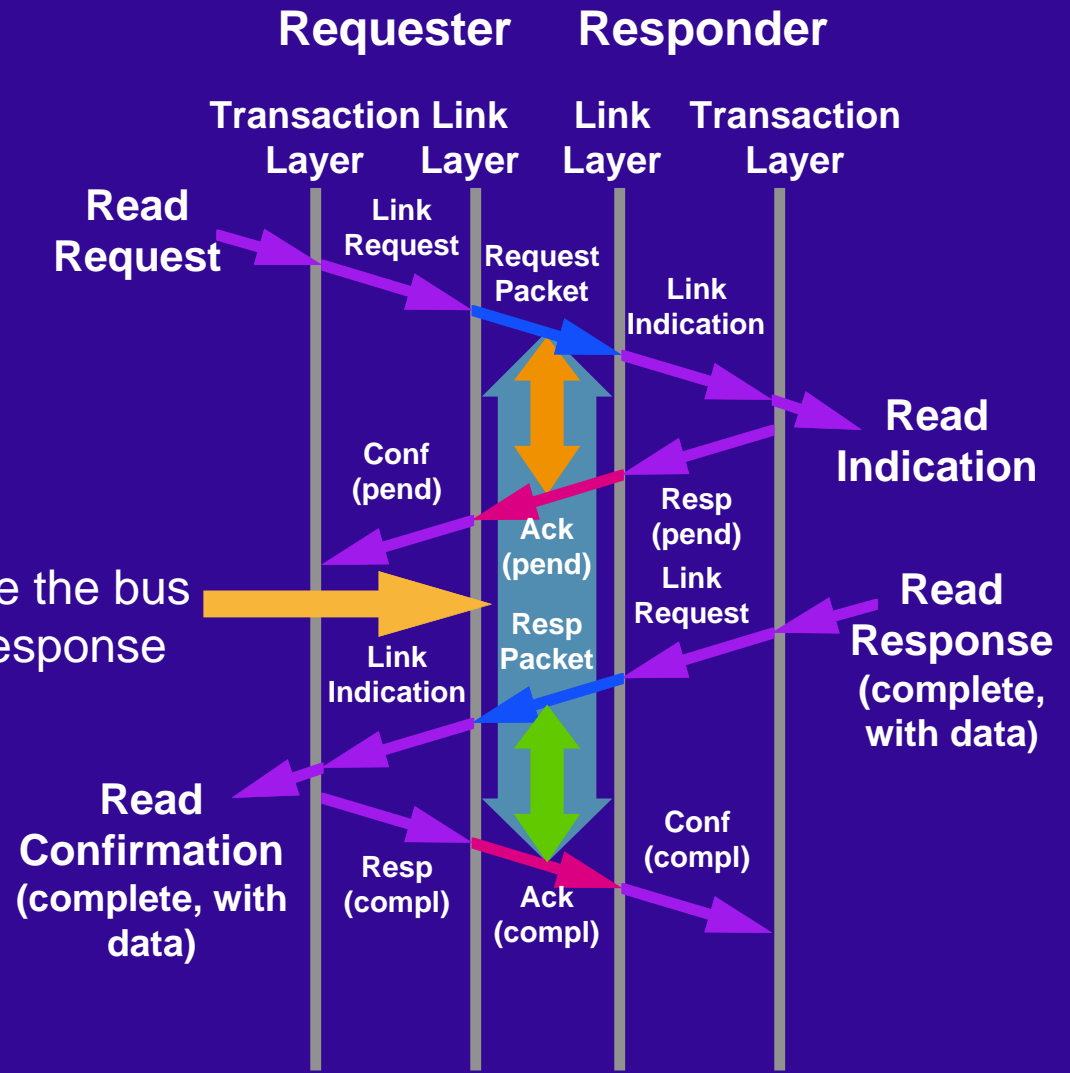 Requester Responder
Transaction Link Link Transaction
Layer Layer Layer Layer
Read
Request
Link
Request
Request
Packet
Link
Indication
Read
Indication
Conf
(pend)
Ack
(pend)
Resp
(pend)
e the bus
esponse
Link
Request
Read
Response
(complete,
with data)
Resp
Packet
Link
Indication
Read
Confirmation
(complete, with
data)
Resp
(compl)
Ack
(compl)
Conf
(compl)